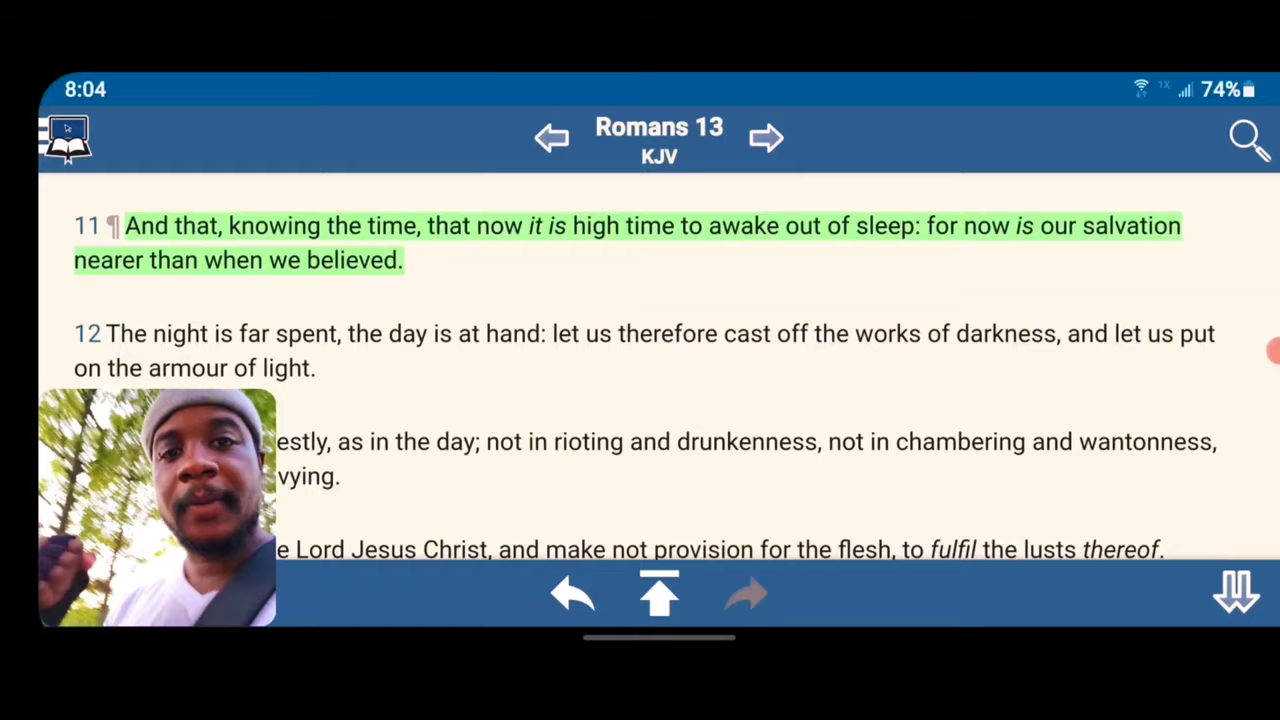 8:04
1X
74%
Romans 13
KJV
11 ¶ And that, knowing the time, that now it is high time to awake out of sleep: for now is our salvation
nearer than when we believed.
12 The night is far spent, the day is at hand: let us therefore cast off the works of darkness, and let us put
on the armour of light.
estly, as in the day; not in rioting and drunkenness, not in chambering and wantonness,
vying.
e Lord Jesus Christ, and make not provision for the flesh, to fulfil the lusts thereof.